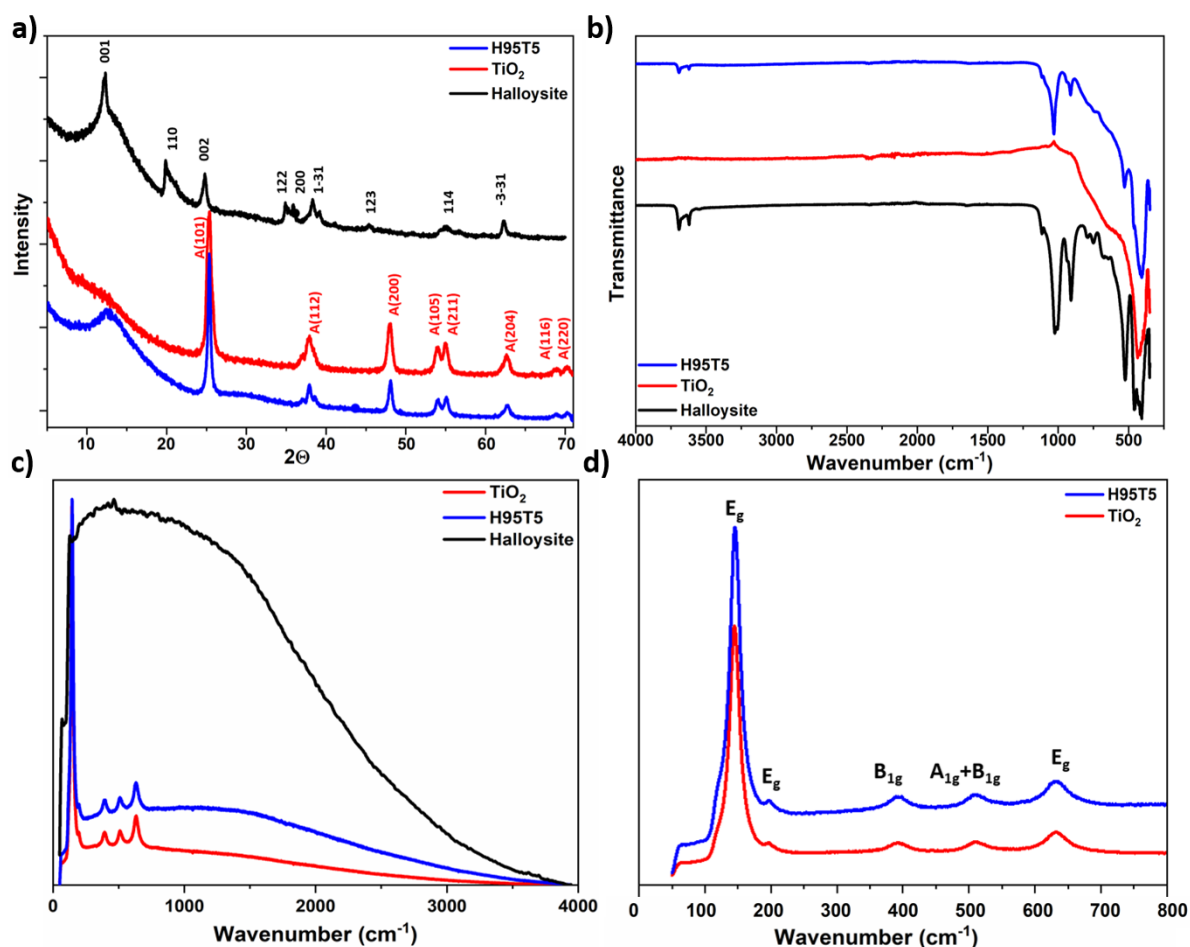 a)
H95T5
TiO₂
Halloysite
001
110
002
122
200
1-31
123
114
-3-31
A(101)
A(112)
A(200)
A(105)
A(211)
A(204)
A(116)
A(220)
Intensity
10 20 30 40 50 60 70
2Θ
b)
Transmittance
H95T5
TiO₂
Halloysite
4000 3500 3000 2500 2000 1500 1000 500
Wavenumber (cm⁻¹)
c)
TiO₂
H95T5
Halloysite
0 1000 2000 3000 4000
Wavenumber (cm⁻¹)
d)
H95T5
TiO₂
E_g
E_g
B₁g
A₁g+B₁g
E_g
0 100 200 300 400 500 600 700 800
Wavenumber (cm⁻¹)